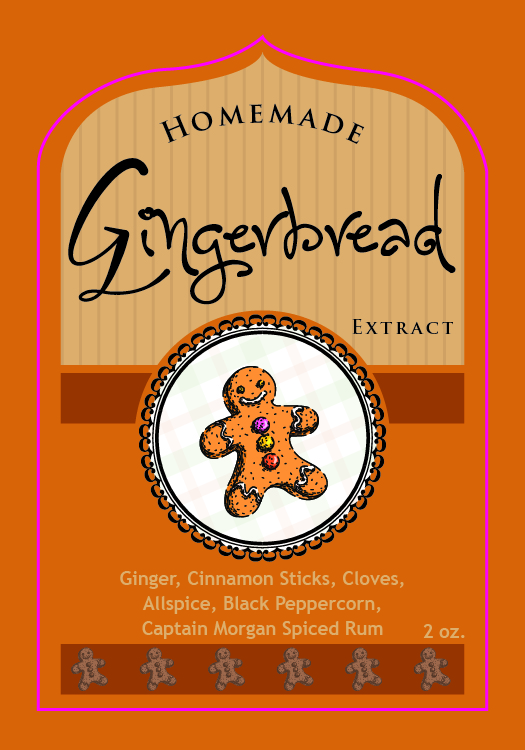 HOMEMADE
Gingerbread
EXTRACT
Ginger, Cinnamon Sticks, Cloves,
Allspice, Black Peppercorn,
Captain Morgan Spiced Rum
2 oz.